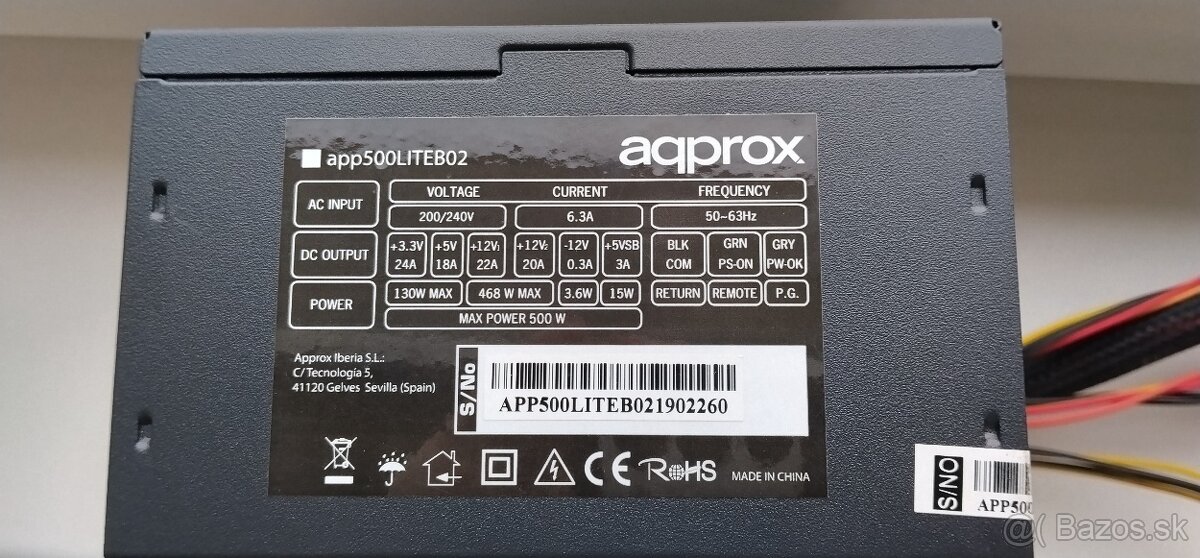 app500LITEB02
aqprox
AC INPUT
VOLTAGE CURRENT FREQUENCY
200/240V 6.3A 50~63Hz
DC OUTPUT
+3.3V +5V +12V1 +12V2 -12V +5VSB BLK GRN GRY
24A 18A 22A 20A 0.3A 3A COM PS-ON PW-OK
POWER
130W MAX 468 W MAX 3.6W 15W RETURN REMOTE P.G.
MAX POWER 500 W
Approx Iberia S.L.:
C/Tecnología 5,
41120 Gelves Sevilla (Spain)
S/No
APP500LITEB021902260
CE RoHS MADE IN CHINA
S/NO
APP50
@( Bazos.sk